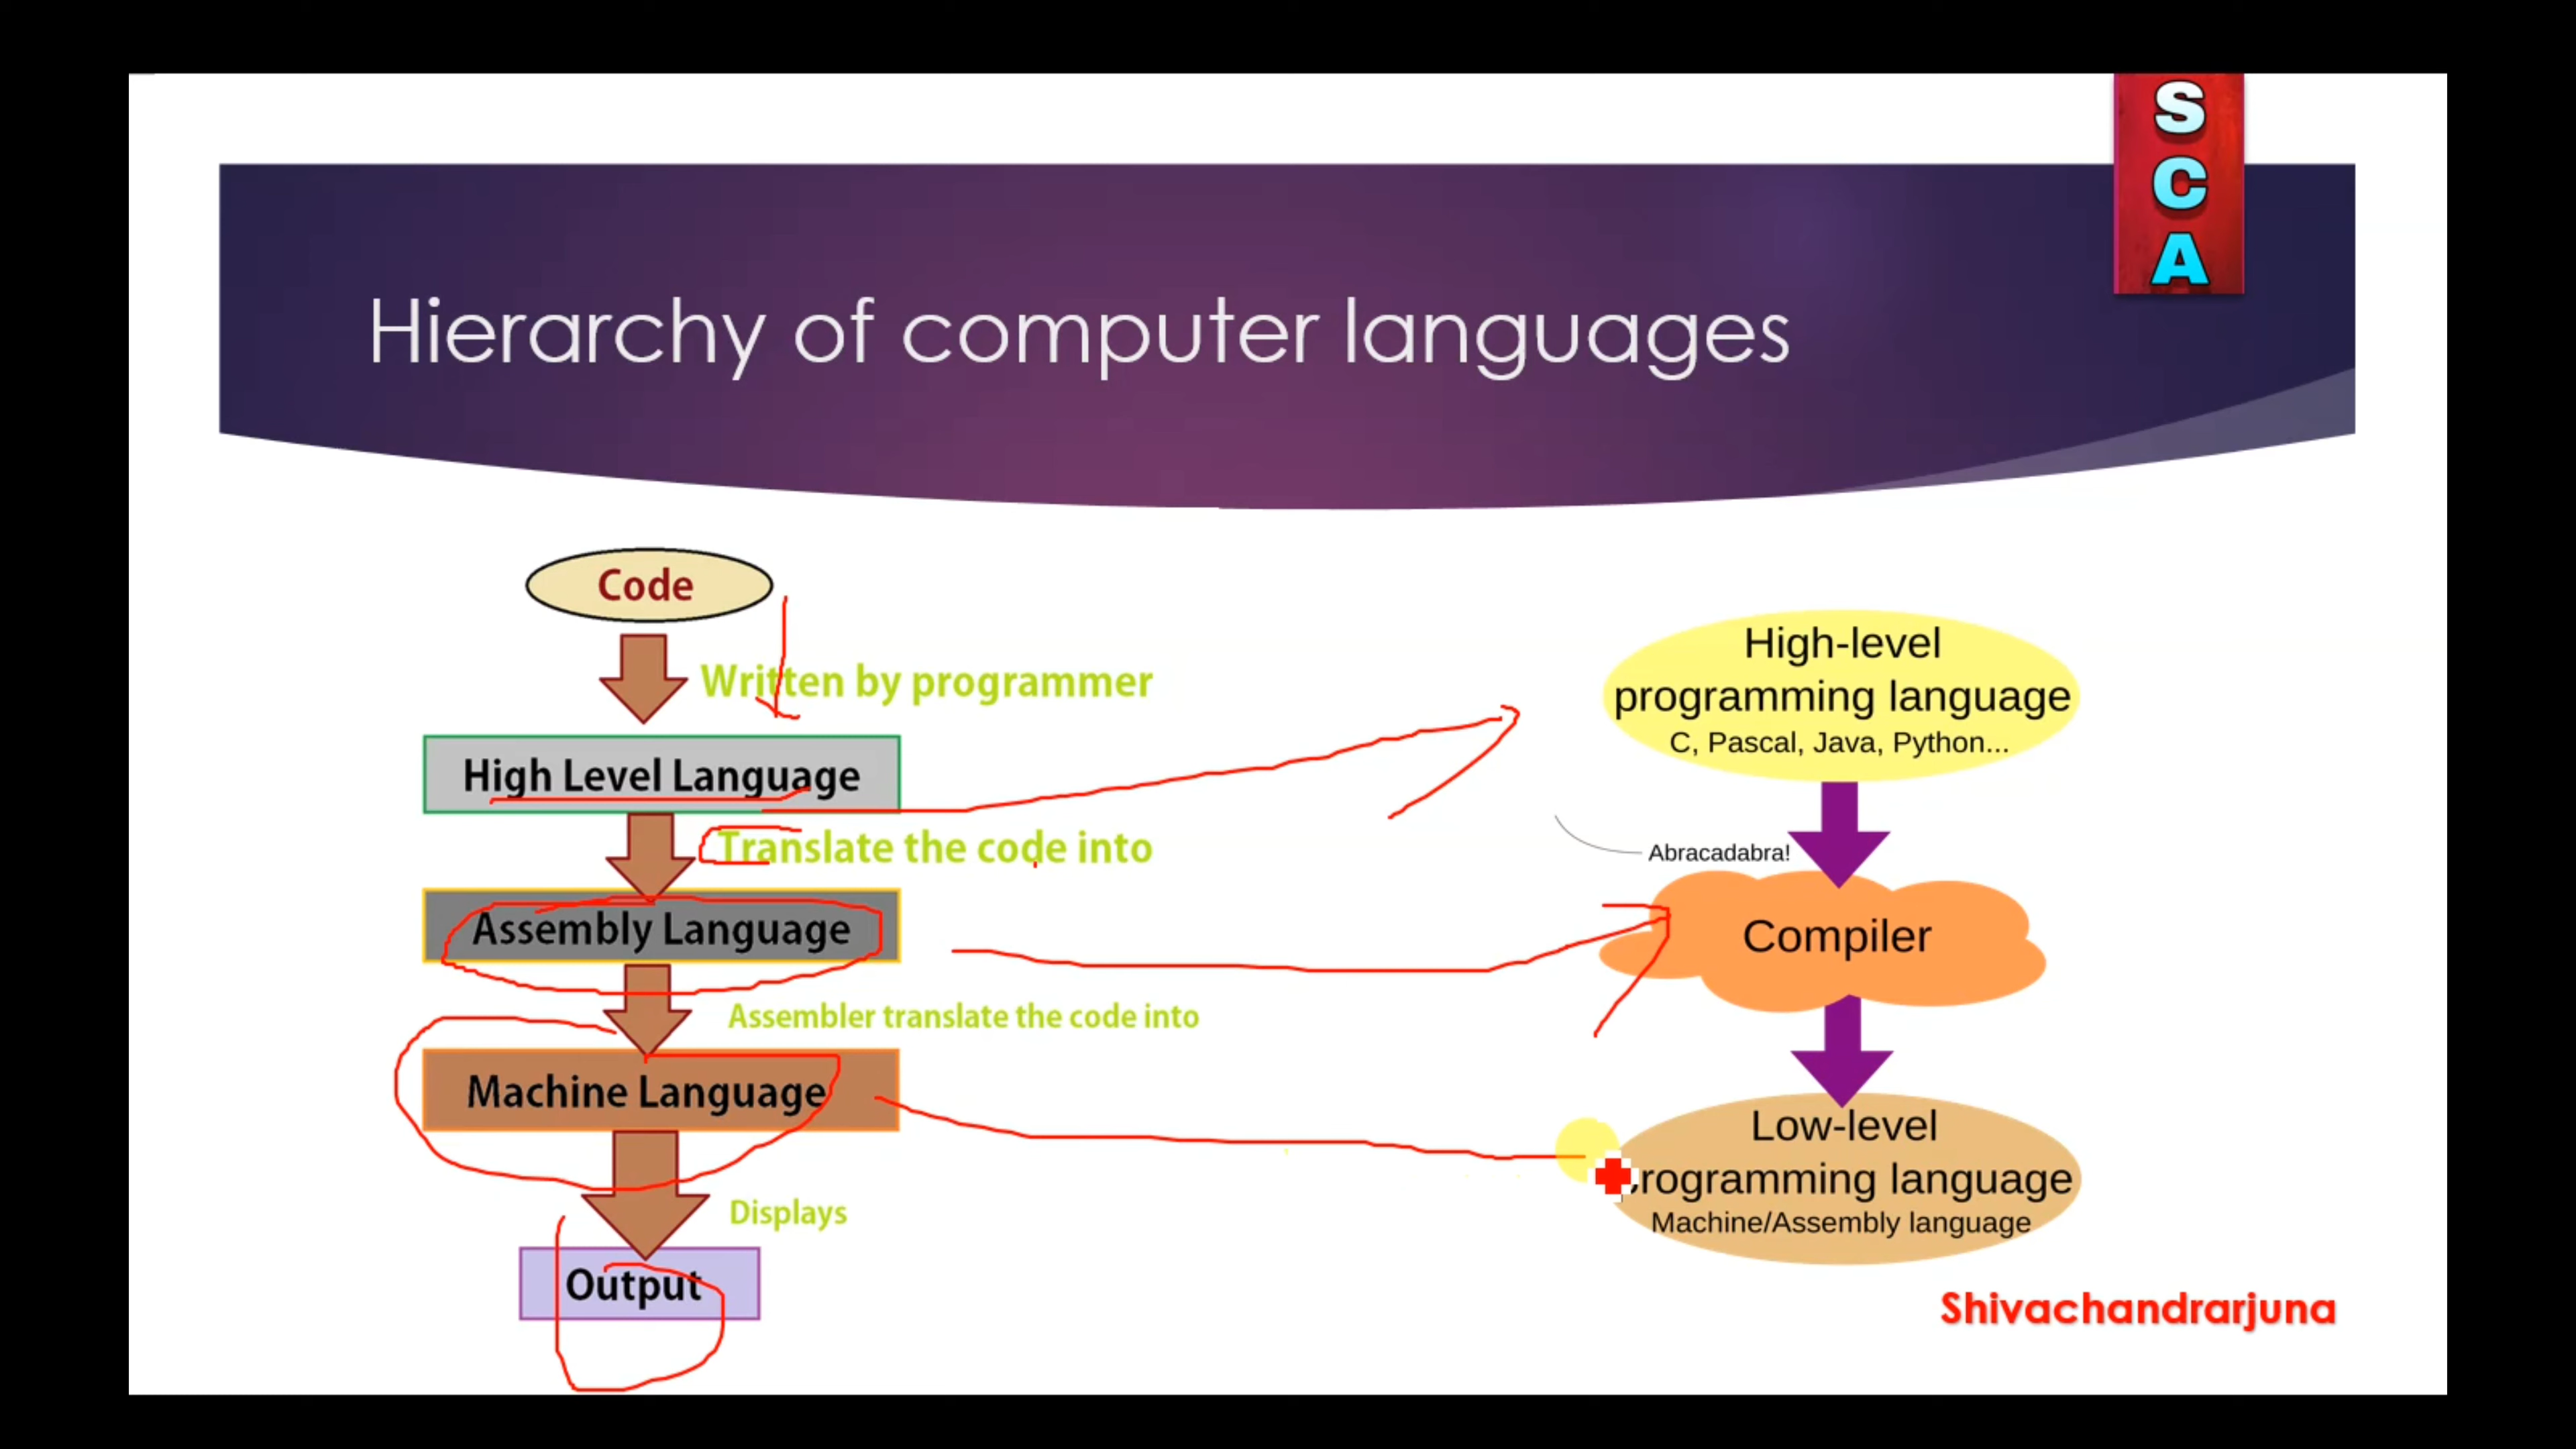 S
C
A
Hierarchy of computer languages
Code
Written by programmer
High Level Language
Translate the code into
Assembly Language
Assembler translate the code into
Machine Language
Displays
Output
High-level
programming language
C, Pascal, Java, Python...
Abracadabra!
Compiler
Low-level
programming language
Machine/Assembly language
Shivachandrarjuna